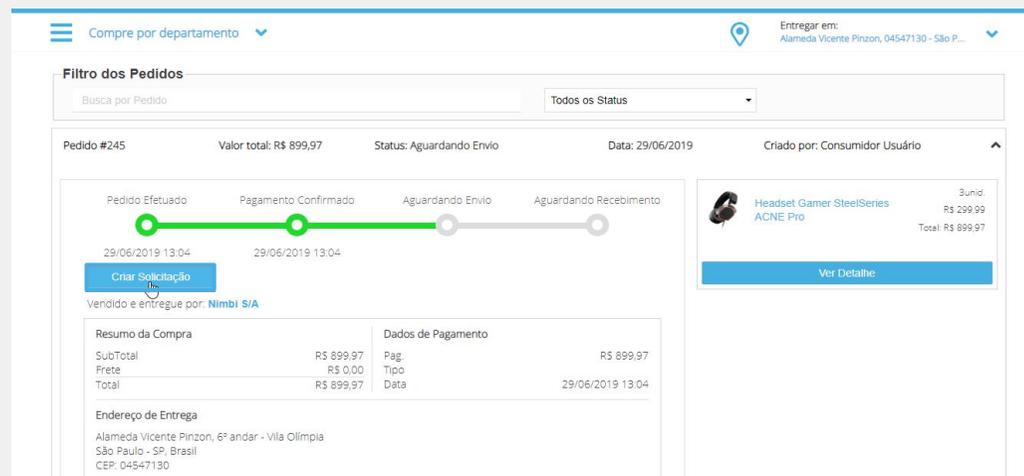 Compre por departamento
Entregar em:
Alameda Vicente Pinzon, 04547130 - São P...
Filtro dos Pedidos
Busca por Pedido
Todos os Status
Pedido #245 Valor total: R$ 899,97 Status: Aguardando Envio Data: 29/06/2019 Criado por: Consumidor Usuário
Pedido Efetuado Pagamento Confirmado Aguardando Envio Aguardando Recebimento
29/06/2019 13:04 29/06/2019 13:04
Criar Solicitação
Vendido e entregue por: Nimbi S/A
Resumo da Compra
SubTotal R$ 899,97
Frete R$ 0,00
Total R$ 899,97
Dados de Pagamento
Pag. R$ 899,97
Tipo
Data 29/06/2019 13:04
Endereço de Entrega
Alameda Vicente Pinzon, 6º andar - Vila Olímpia
São Paulo - SP, Brasil
CEP: 04547130
Headset Gamer SteelSeries
ACNE Pro
3unid.
R$ 299,99
Total: R$ 899,97
Ver Detalhe